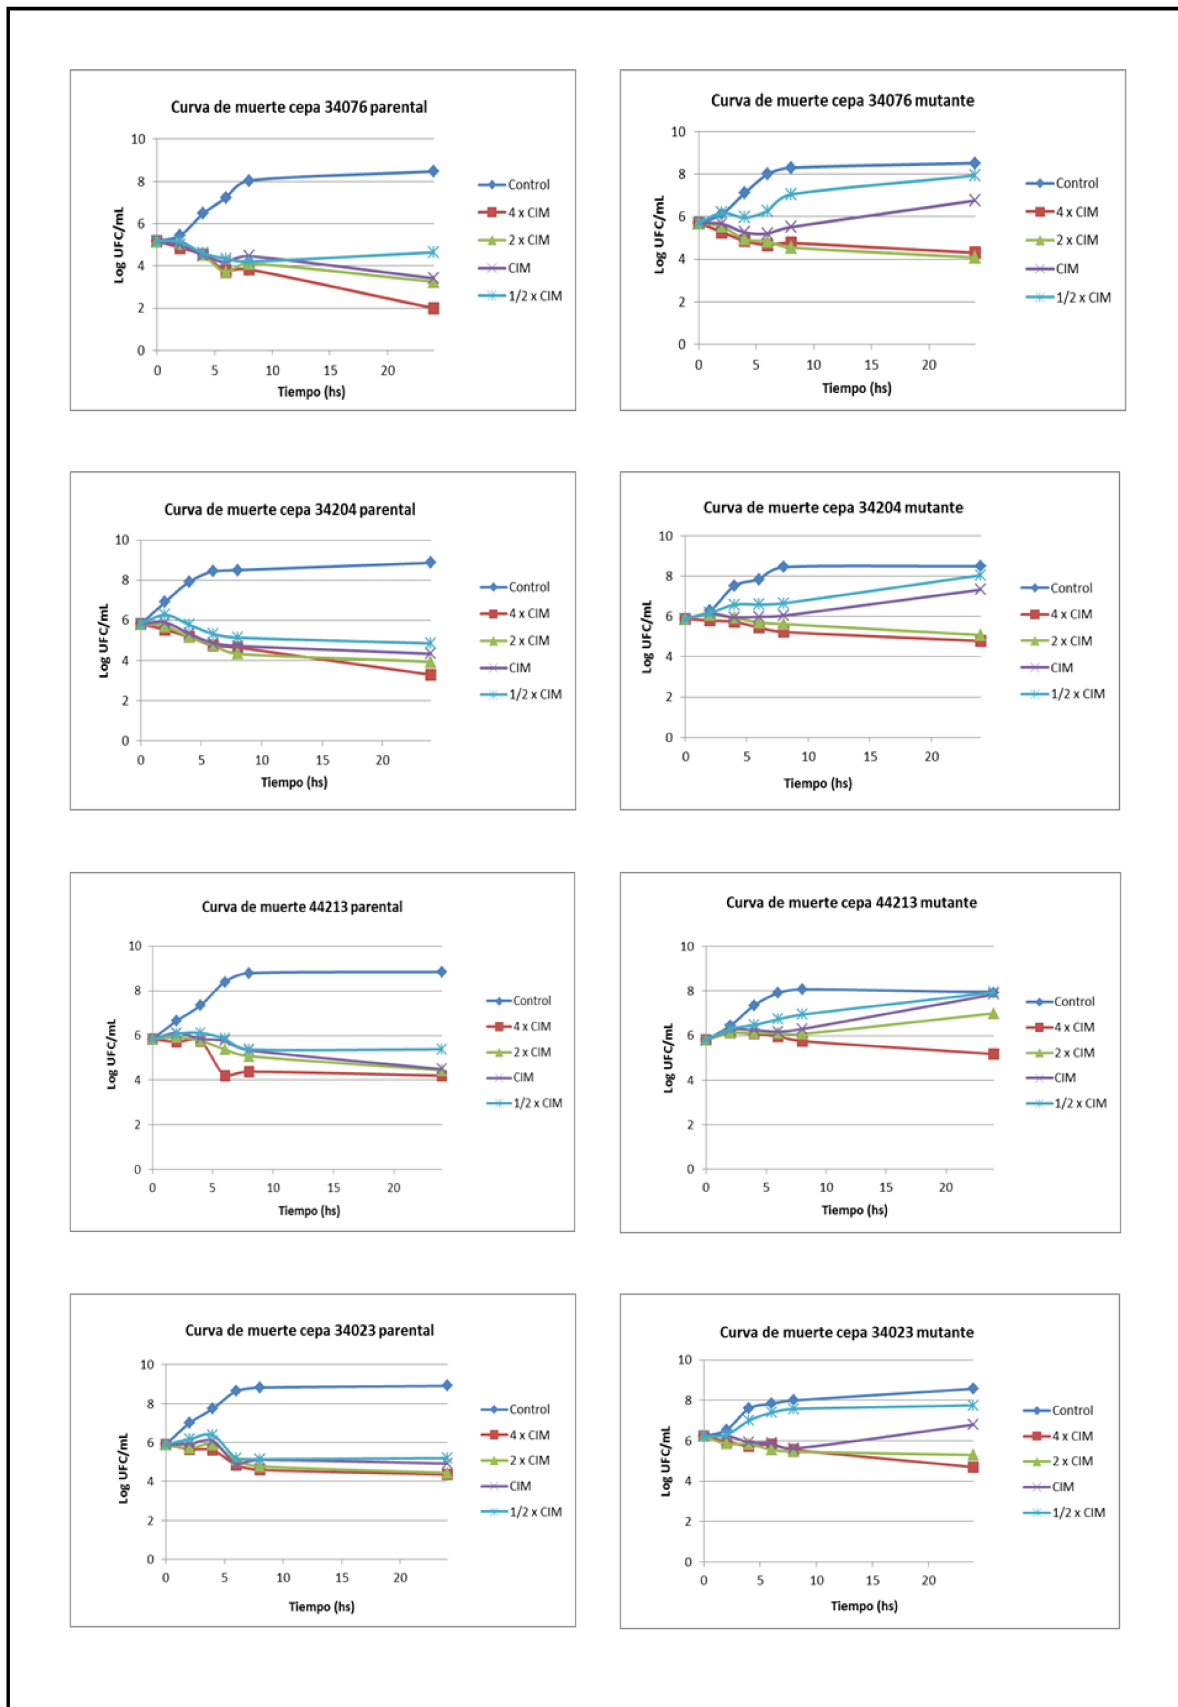 Curva de muerte cepa 34076 parental
10
8
6
4
2
0
Log UFC/mL
0 5 10 15 20
Tiempo (hs)
Control
4 x CIM
2 x CIM
CIM
1/2 x CIM
Curva de muerte cepa 34076 mutante
10
8
6
4
2
0
Log UFC/mL
0 5 10 15 20
Tiempo (hs)
Control
4 x CIM
2 x CIM
CIM
1/2 x CIM
Curva de muerte cepa 34204 parental
10
8
6
4
2
0
Log UFC/mL
0 5 10 15 20
Tiempo (hs)
Control
4 x CIM
2 x CIM
CIM
1/2 x CIM
Curva de muerte cepa 34204 mutante
10
8
6
4
2
0
Log UFC/mL
0 5 10 15 20
Tiempo (hs)
Control
4 x CIM
2 x CIM
CIM
1/2 x CIM
Curva de muerte 44213 parental
10
8
6
4
2
0
Log UFC/mL
0 5 10 15 20
Tiempo (hs)
Control
4 x CIM
2 x CIM
CIM
1/2 x CIM
Curva de muerte cepa 44213 mutante
10
8
6
4
2
0
Log UFC/mL
0 5 10 15 20
Tiempo (hs)
Control
4 x CIM
2 x CIM
CIM
1/2 x CIM
Curva de muerte cepa 34023 parental
10
8
6
4
2
0
Log UFC/mL
0 5 10 15 20
Tiempo (hs)
Control
4 x CIM
2 x CIM
CIM
1/2 x CIM
Curva de muerte cepa 34023 mutante
10
8
6
4
2
0
Log UFC/mL
0 5 10 15 20
Tiempo (hs)
Control
4 x CIM
2 x CIM
CIM
1/2 x CIM